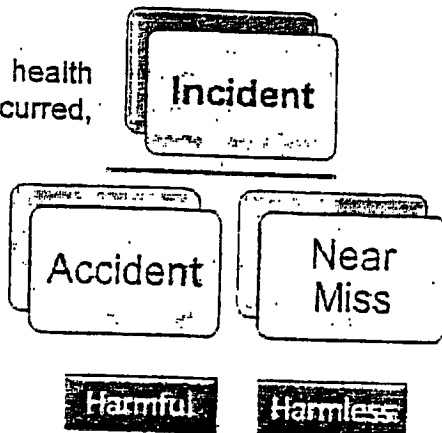 health
curred,
Incident
Accident
Near
Miss
Harmful
Harmless